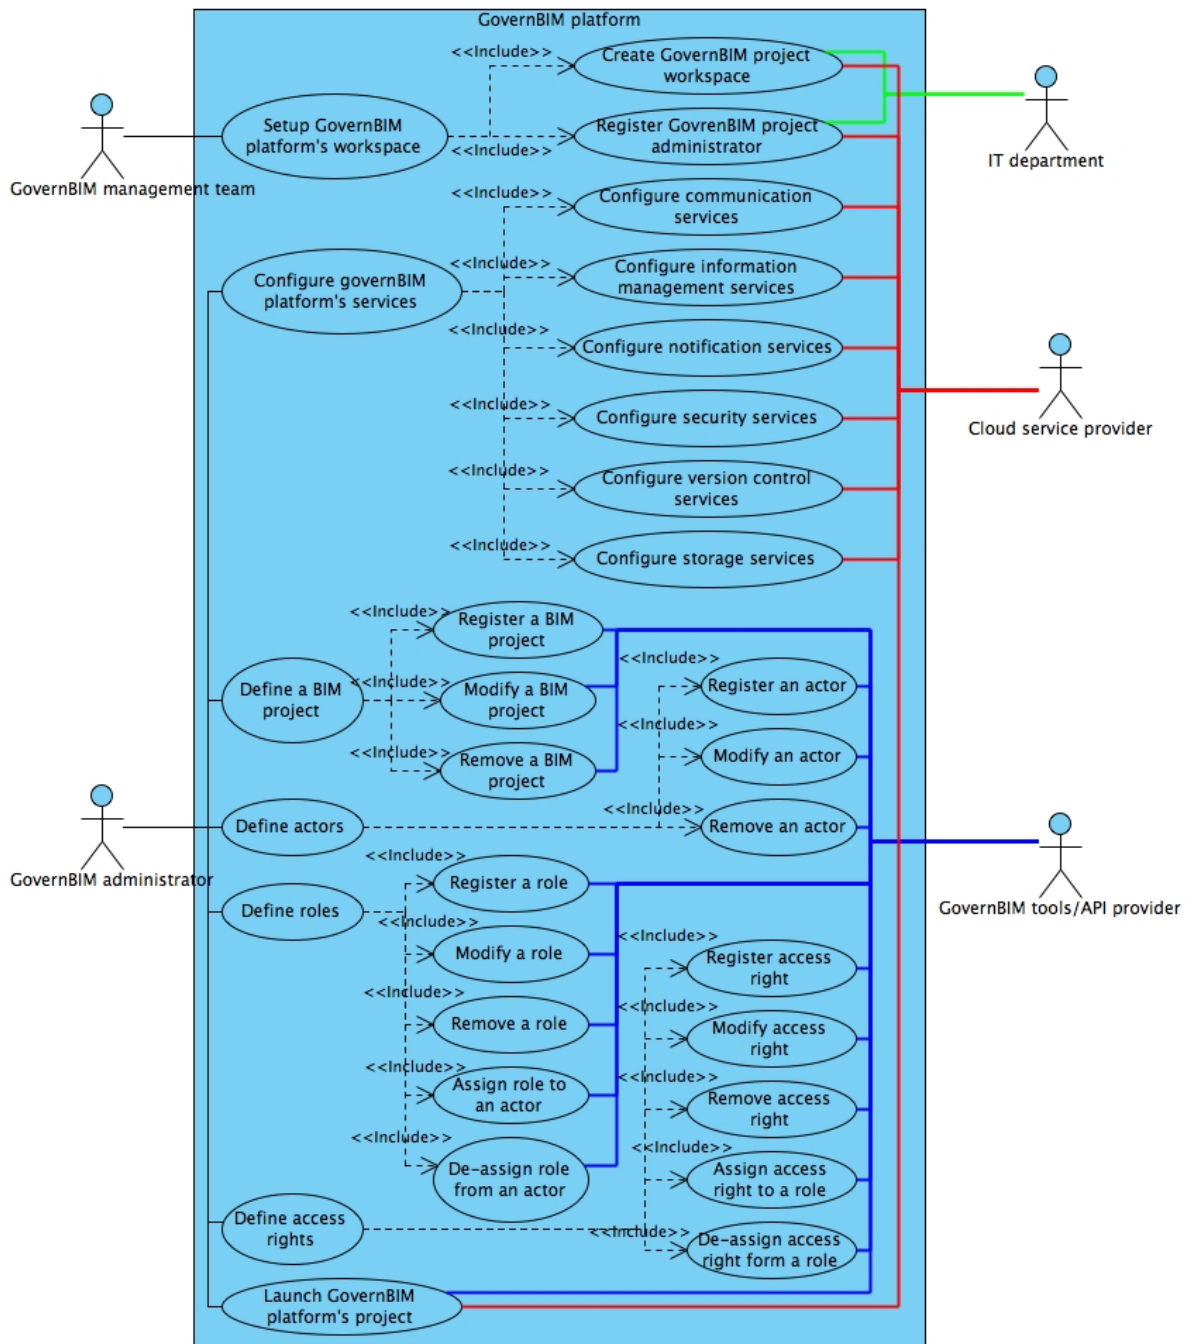 GovernBIM platform
<<Include>>
Create GovernBIM project
workspace
Setup GovernBIM
platform's workspace
<<Include>>
Register GovrenBIM project
administrator
GovernBIM management team
IT department
<<Include>>
Configure communication
services
Configure governBIM
platform's services
<<Include>>
Configure information
management services
<<Include>>
Configure notification services
<<Include>>
Configure security services
Cloud service provider
<<Include>>
Configure version control
services
<<Include>>
Configure storage services
<<Include>>
Register a BIM
project
Define a BIM
project
<<Include>>
Modify a BIM
project
<<Include>>
Remove a BIM
project
<<Include>>
Register an actor
<<Include>>
Modify an actor
<<Include>>
Remove an actor
Define actors
GovernBIM administrator
GovernBIM tools/API provider
Define roles
<<Include>>
Register a role
<<Include>>
Modify a role
<<Include>>
Remove a role
<<Include>>
Assign role to
an actor
<<Include>>
De-assign role
from an actor
<<Include>>
Register access
right
<<Include>>
Modify access
right
<<Include>>
Remove access
right
<<Include>>
Assign access
right to a role
<<Include>>
De-assign access
right form a role
Define access
rights
Launch GovernBIM
platform's project